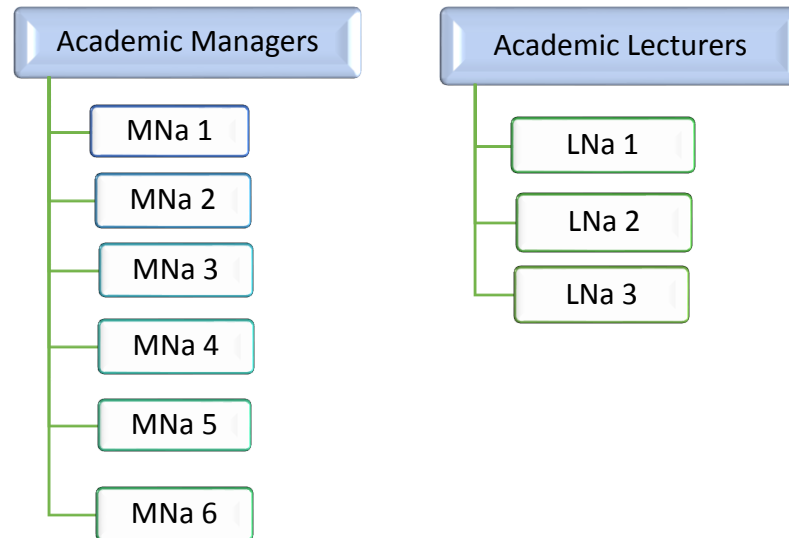 Academic Managers
MNa 1
MNa 2
MNa 3
MNa 4
MNa 5
MNa 6
Academic Lecturers
LNa 1
LNa 2
LNa 3